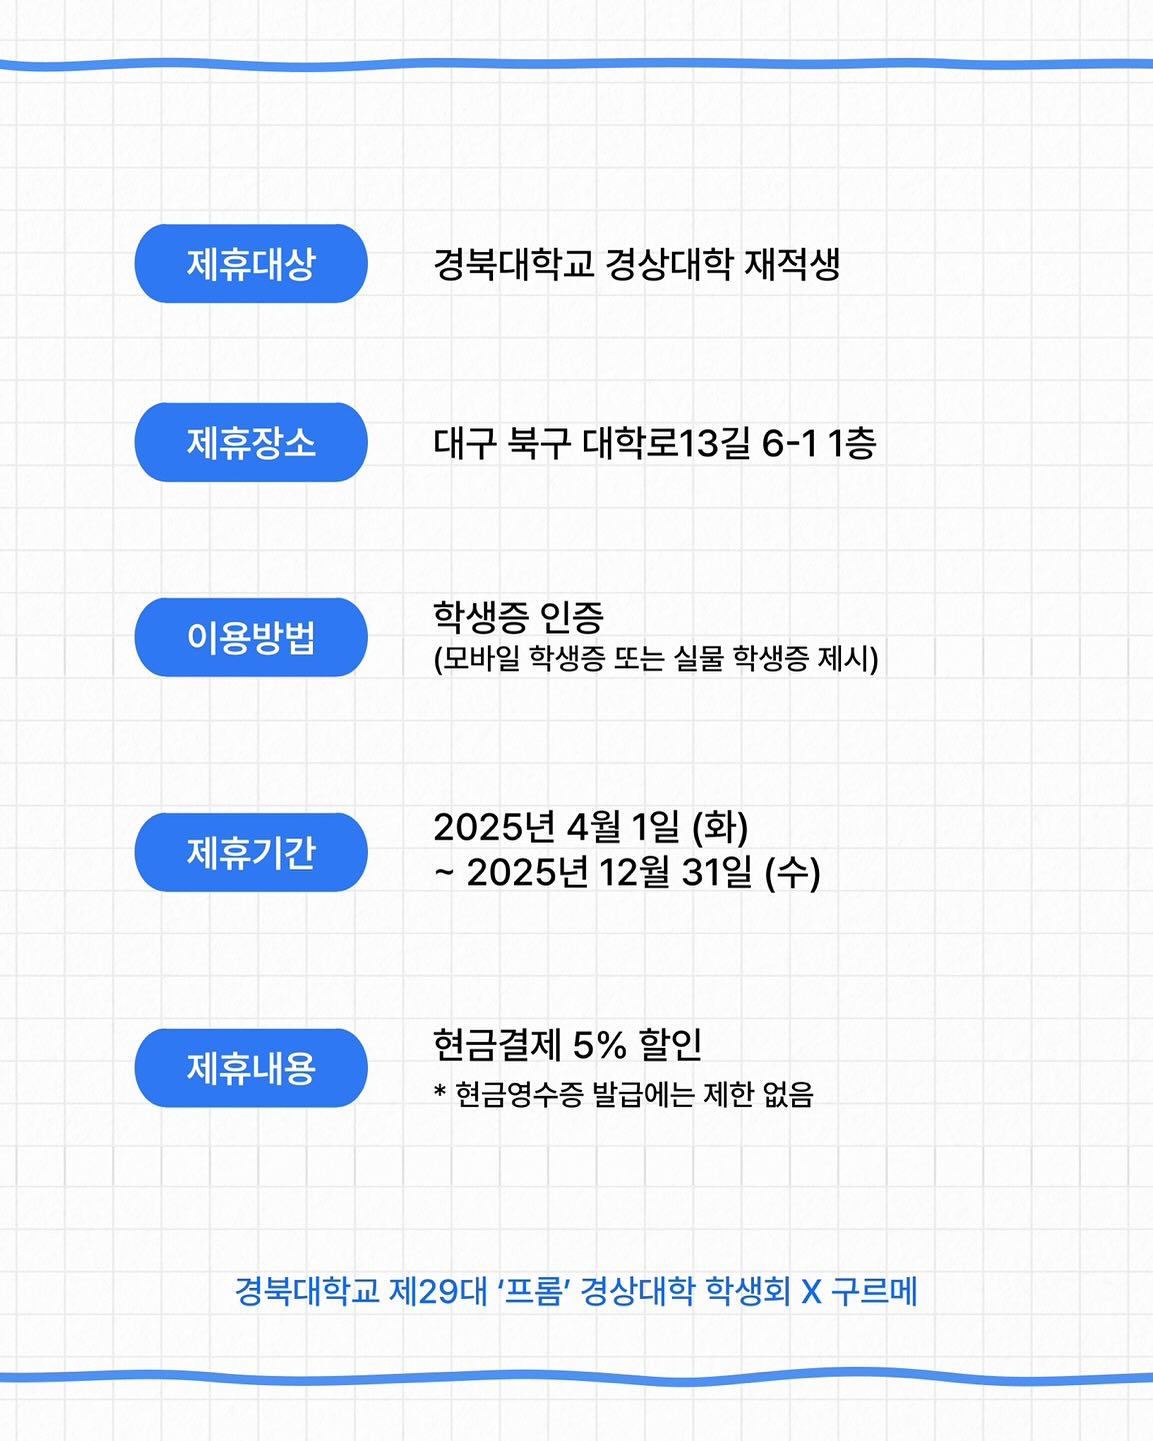 제휴대상
경북대학교 경상대학 재적생
제휴장소
대구 북구 대학로13길 6-1 1층
이용방법
학생증 인증
(모바일 학생증 또는 실물 학생증 제시)
제휴기간
2025년 4월 1일 (화)
~ 2025년 12월 31일 (수)
제휴내용
현금결제 5% 할인
* 현금영수증 발급에는 제한 없음
경북대학교 제29대 ‘프롬’ 경상대학 학생회 X 구르메